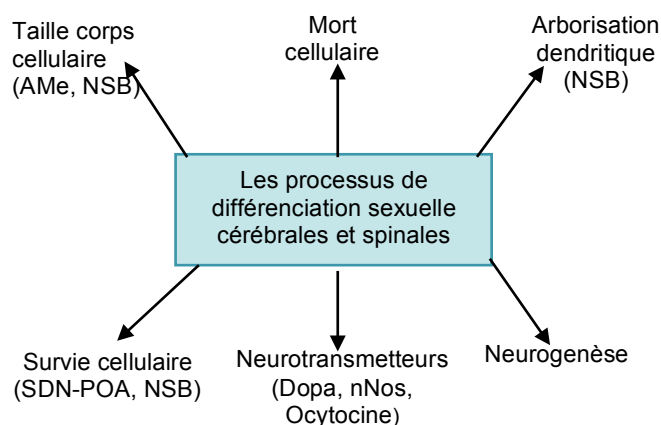 Taille corps
cellulaire
(AMe, NSB)
Mort
cellulaire
Arborisation
dendritique
(NSB)
Les processus de
différenciation sexuelle
cérébrales et spinales
Survie cellulaire
(SDN-POA, NSB)
Neurotransmetteurs
(Dopa, nNos,
Ocytocine)
Neurogenèse